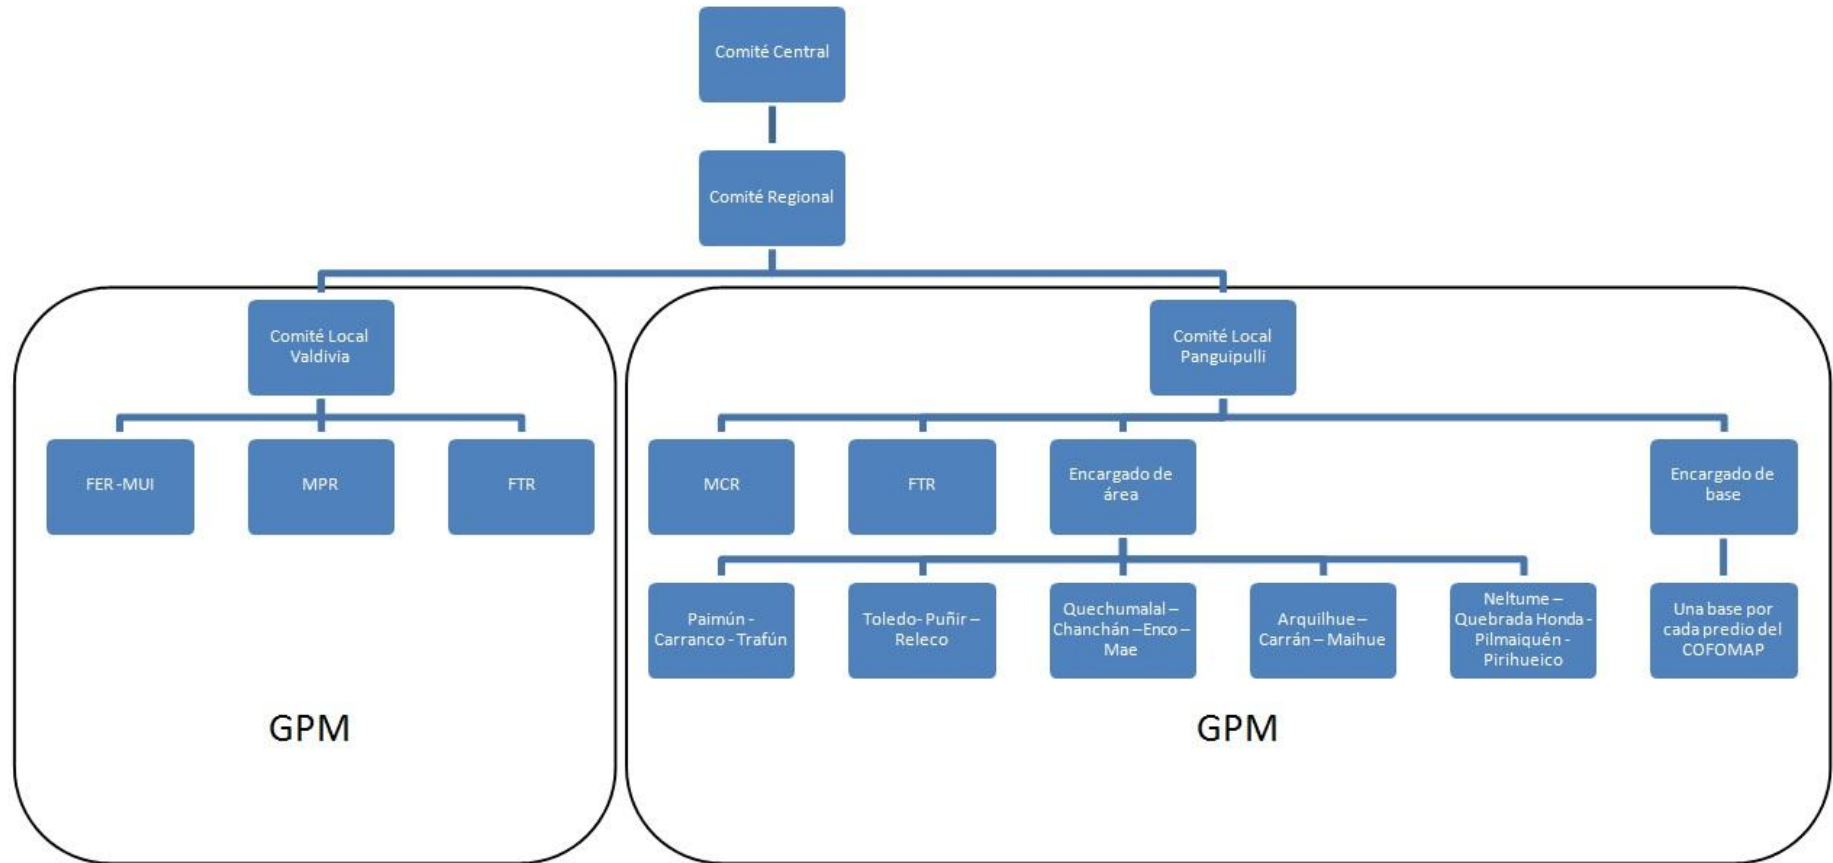 Comité Central
Comité Regional
Comité Local
Valdivia
Comité Local
Panguipulli
FER -MUI
MPR
FTR
MCR
FTR
Encargado de
área
Encargado de
base
Paimún -
Carranco - Trafún
Toledo- Puñir –
Releco
Quechumalal –
Chanchán –Enco –
Mae
Arquilhue –
Carrán – Maihue
Neltume –
Quebrada Honda -
Pilmaiquén -
Pirihueico
Una base por
cada predio del
COFOMAP
GPM
GPM